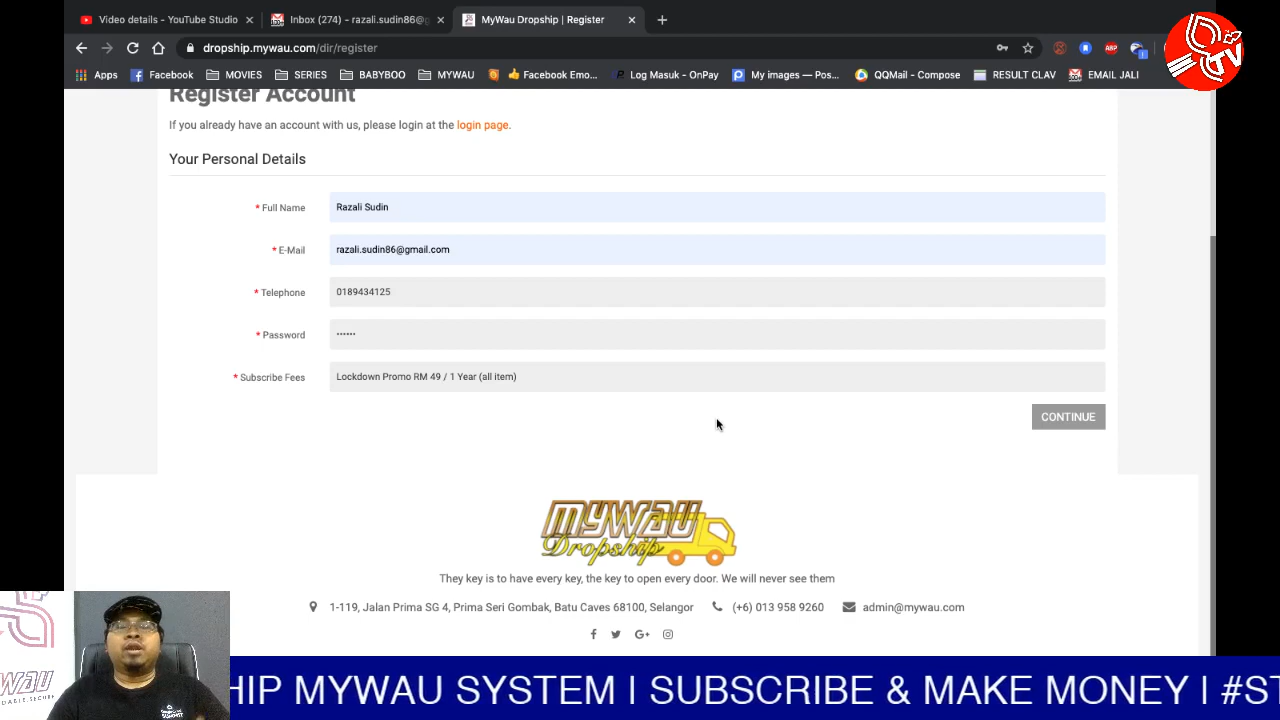 Video details - YouTube Studio
Inbox (274) - razali.sudin86@g
MyWau Dropship | Register
dropship.mywau.com/dir/register
ABP
Apps
Facebook
MOVIES
SERIES
BABYBOO
MYWAU
Facebook Emo...
Log Masuk - OnPay
My images — Pos...
QQMail - Compose
RESULT CLAV
EMAIL JALI
TV
Register Account
If you already have an account with us, please login at the login page.
Your Personal Details
* Full Name
Razali Sudin
* E-Mail
razali.sudin86@gmail.com
* Telephone
0189434125
* Password
••••••
* Subscribe Fees
Lockdown Promo RM 49 / 1 Year (all item)
CONTINUE
MYWAU
Dropship
They key is to have every key, the key to open every door. We will never see them
1-119, Jalan Prima SG 4, Prima Seri Gombak, Batu Caves 68100, Selangor
(+6) 013 958 9260
admin@mywau.com
HIP MYWAU SYSTEM | SUBSCRIBE & MAKE MONEY | #ST